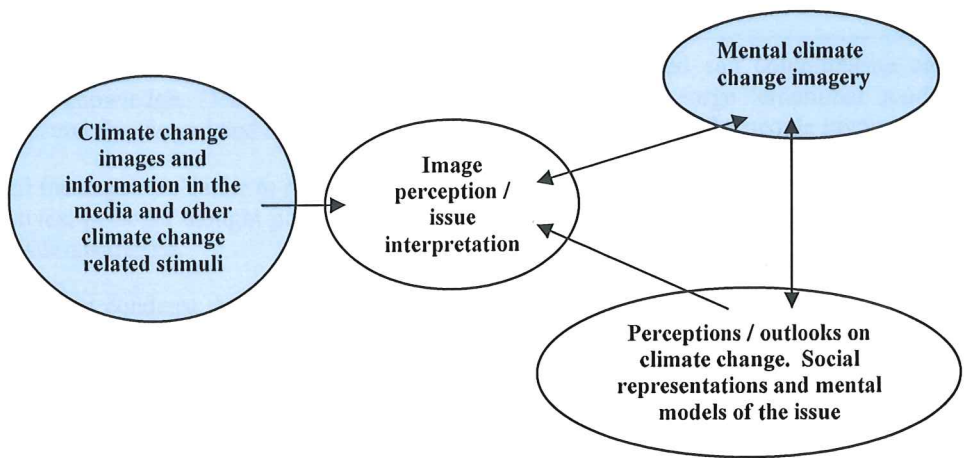 Climate change
images and
information in the
media and other
climate change
related stimuli
Image
perception /
issue
interpretation
Mental climate
change imagery
Perceptions / outlooks on
climate change.  Social
representations and mental
models of the issue